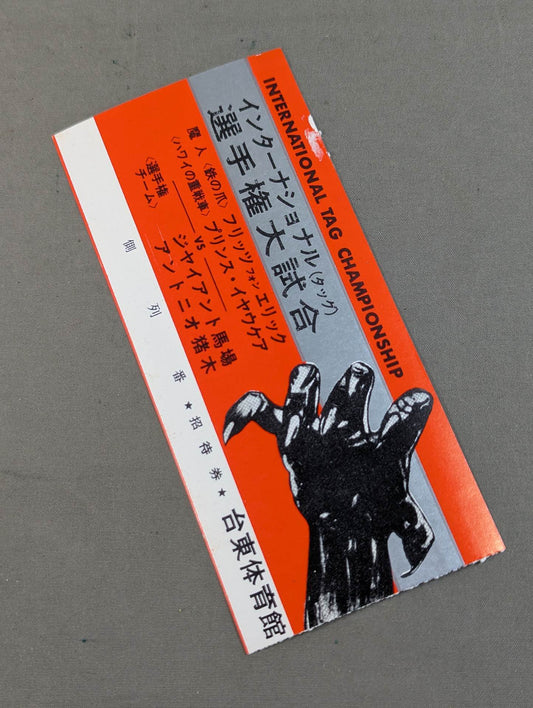 INTERNATIONAL TAG CHAMPIONSHIP
インターナショナル(タッグ)
選手権大試合
魔人〈鉄の爪〉フリッツフォンエリック
〈ハワイの重戦車〉プリンス・イヤウケア
VS
〈選手権チーム〉
ジャイアント馬場
アントニオ猪木
側 列 番 ★招待券★ 台東体育館